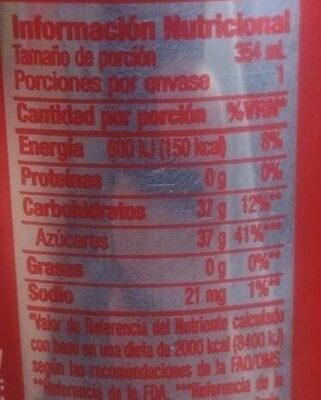 Información Nutricional
Tamaño de porción 354 mL
Porciones por envase 1
Cantidad por porción %VRN*
Energía 600 kJ (150 kcal) 8%
Proteínas 0 g 0%
Carbohidratos 37 g 12%**
Azúcares 37 g 41%***
Grasas 0 g 0%**
Sodio 21 mg 1%**
*Valor de Referencia del Nutriente calculado
con base en una dieta de 2000 kcal (8400 kJ)
según las recomendaciones de la FAO/OMS.
**Referencia de la FDA. ***Referencia de la